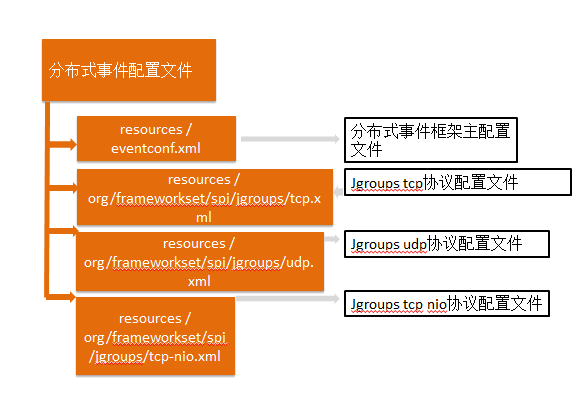 分布式事件配置文件
resources /
eventconf.xml
分布式事件框架主配置
文件
resources /
org/frameworkset/spi/jgroups/tcp.x
ml
Jgroups tcp协议配置文件
resources /
org/frameworkset/spi/jgroups/udp.
xml
Jgroups udp协议配置文件
resources /
org/frameworkset/spi
/jgroups/tcp-nio.xml
Jgroups tcp nio协议配置文件